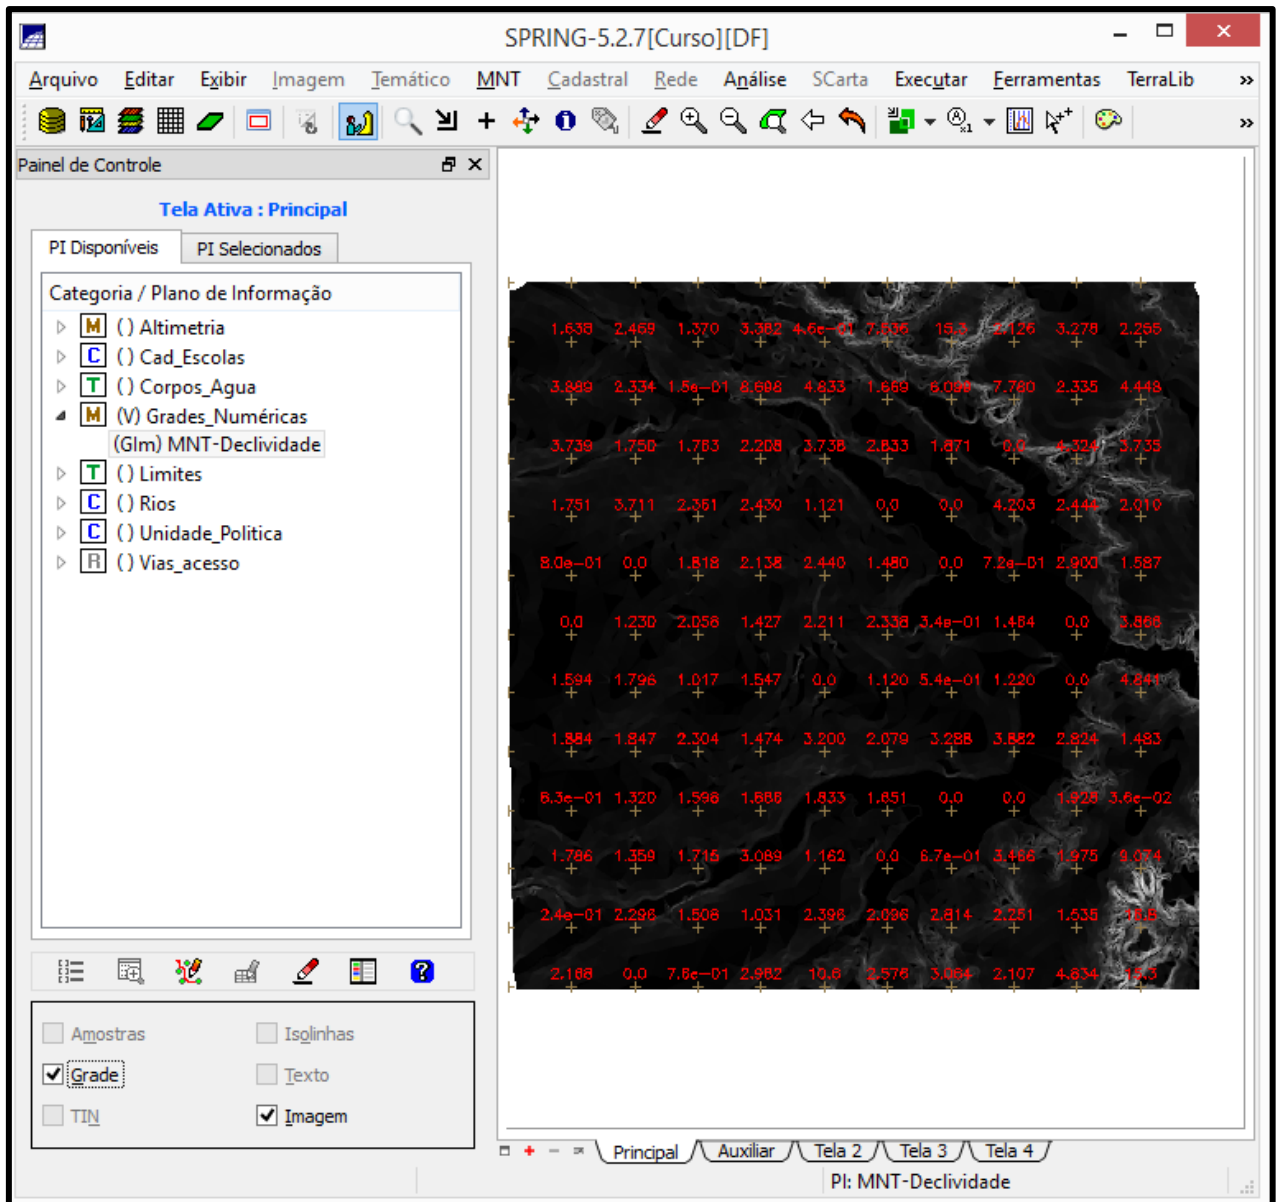 SPRING-5.2.7[Curso][DF]
Arquivo Editar Exibir Imagem Temático MNT Cadastral Rede Análise SCarta Executar Ferramentas TerraLib »
Painel de Controle
Tela Ativa : Principal
PI Disponíveis PI Selecionados
Categoria / Plano de Informação
M ( ) Altimetria
C ( ) Cad_Escolas
T ( ) Corpos_Agua
M (V) Grades_Numéricas
(Glm) MNT-Declividade
T ( ) Limites
C ( ) Rios
C ( ) Unidade_Politica
R ( ) Vias_acesso
Amostras Isolinhas
Grade Texto
TIN Imagem
1.638 2.469 1.370 3.382 4.6e-01 15.3 2.126 3.278 2.255
3.889 2.334 1.5e-01 8.698 4.833 1.669 7.780 2.335 4.448
3.739 1.750 1.763 2.208 3.738 2.833 1.871 0.0 4.324 3.735
1.751 3.711 2.361 2.430 1.121 0.0 0.0 4.203 2.444 2.010
8.0e-01 0.0 1.818 2.138 2.440 1.480 0.0 7.2e-01 2.900 1.587
0.0 1.230 2.056 1.427 2.211 2.338 3.4e-01 1.464 0.0 3.866
1.594 1.796 1.017 1.547 0.0 1.120 5.4e-01 1.220 0.0 4.841
1.884 1.847 2.304 1.474 3.200 2.079 3.288 3.882 2.824 1.483
6.3e-01 1.320 1.596 1.686 1.833 1.651 0.0 0.0 1.928 3.6e-02
1.786 1.359 1.715 3.089 1.162 0.0 6.7e-01 3.466 1.975 9.074
2.4e-01 2.296 1.506 1.031 2.396 2.096 2.814 2.251 1.535
2.168 0.0 7.6e-01 2.982 10.6 2.576 3.064 2.107 4.834 15.3
Principal Auxiliar Tela 2 Tela 3 Tela 4
PI: MNT-Declividade